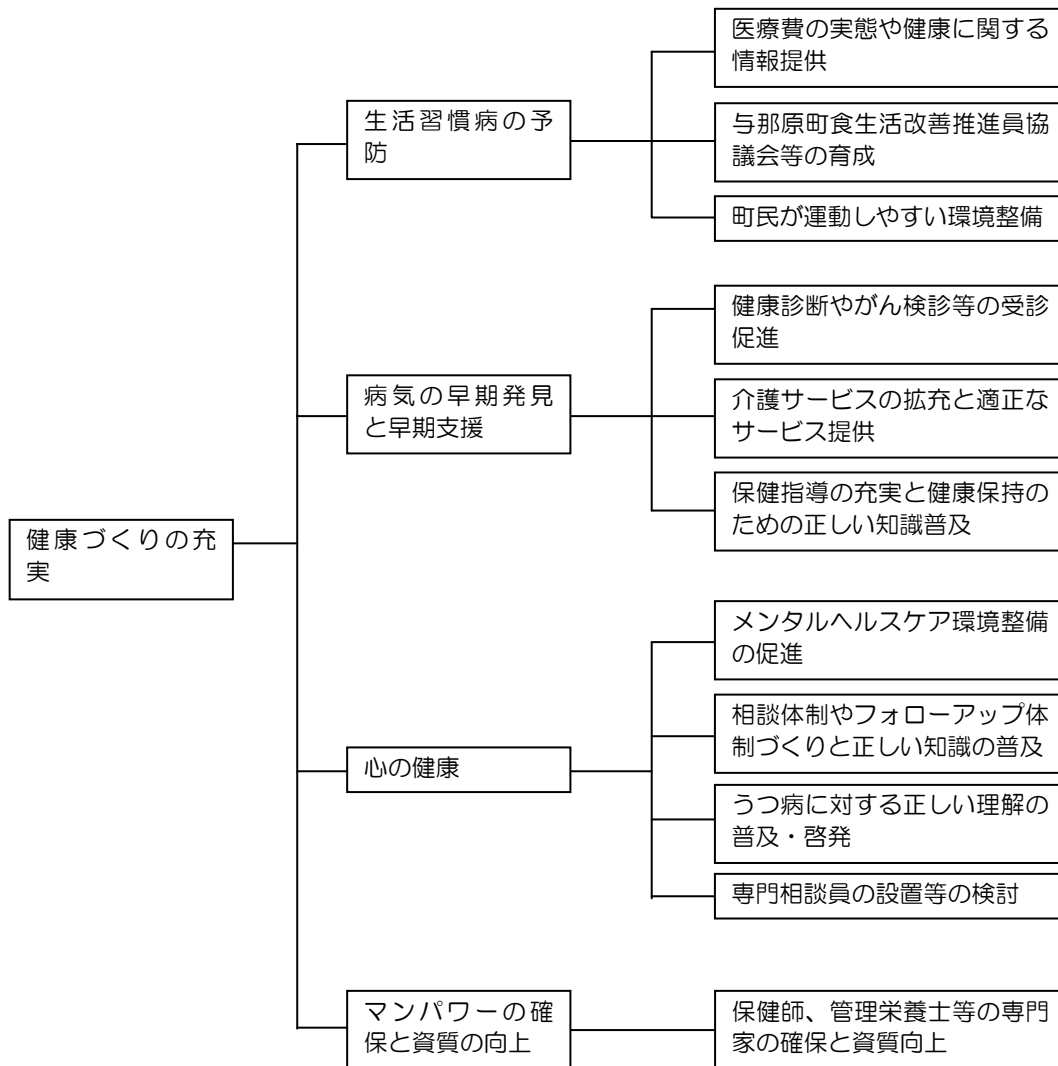 健康づくりの充
実
生活習慣病の予
防
医療費の実態や健康に関する
情報提供
与那原町食生活改善推進員協
議会等の育成
町民が運動しやすい環境整備
病気の早期発見
と早期支援
健康診断やがん検診等の受診
促進
介護サービスの拡充と適正な
サービス提供
保健指導の充実と健康保持の
ための正しい知識普及
心の健康
メンタルヘルスケア環境整備
の促進
相談体制やフォローアップ体
制づくりと正しい知識の普及
うつ病に対する正しい理解の
普及・啓発
専門相談員の設置等の検討
マンパワーの確
保と資質の向上
保健師、管理栄養士等の専門
家の確保と資質向上